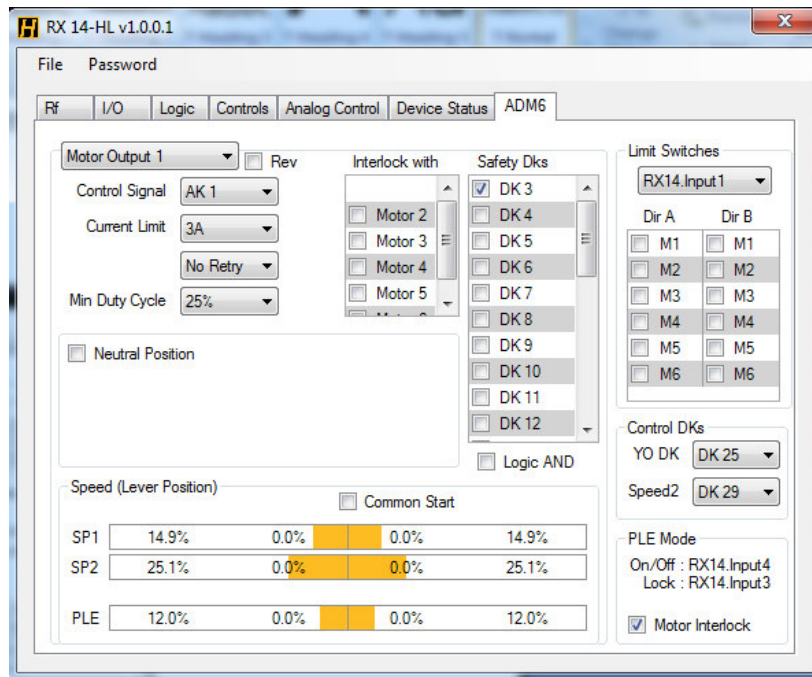 RX 14-HL v1.0.0.1
File Password
Rf I/O Logic Controls Analog Control Device Status ADM6
Motor Output 1 Rev
Control Signal AK 1
Current Limit 3A
No Retry
Min Duty Cycle 25%
Interlock with
Motor 2
Motor 3
Motor 4
Motor 5
Safety Dks
DK 3
DK 4
DK 5
DK 6
DK 7
DK 8
DK 9
DK 10
DK 11
DK 12
Logic AND
Neutral Position
Speed (Lever Position)
Common Start
SP1 14.9% 0.0% 0.0% 14.9%
SP2 25.1% 0.0% 0.0% 25.1%
PLE 12.0% 0.0% 0.0% 12.0%
Limit Switches
RX14.Input1
Dir A Dir B
M1 M1
M2 M2
M3 M3
M4 M4
M5 M5
M6 M6
Control DKs
YO DK DK 25
Speed2 DK 29
PLE Mode
On/Off : RX14.Input4
Lock : RX14.Input3
Motor Interlock